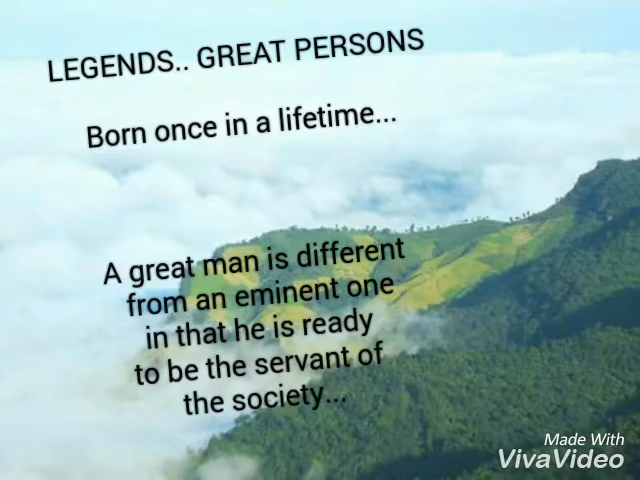 LEGENDS.. GREAT PERSONS
Born once in a lifetime...
A great man is different
from an eminent one
in that he is ready
to be the servant of
the society...
Made With
VivaVideo